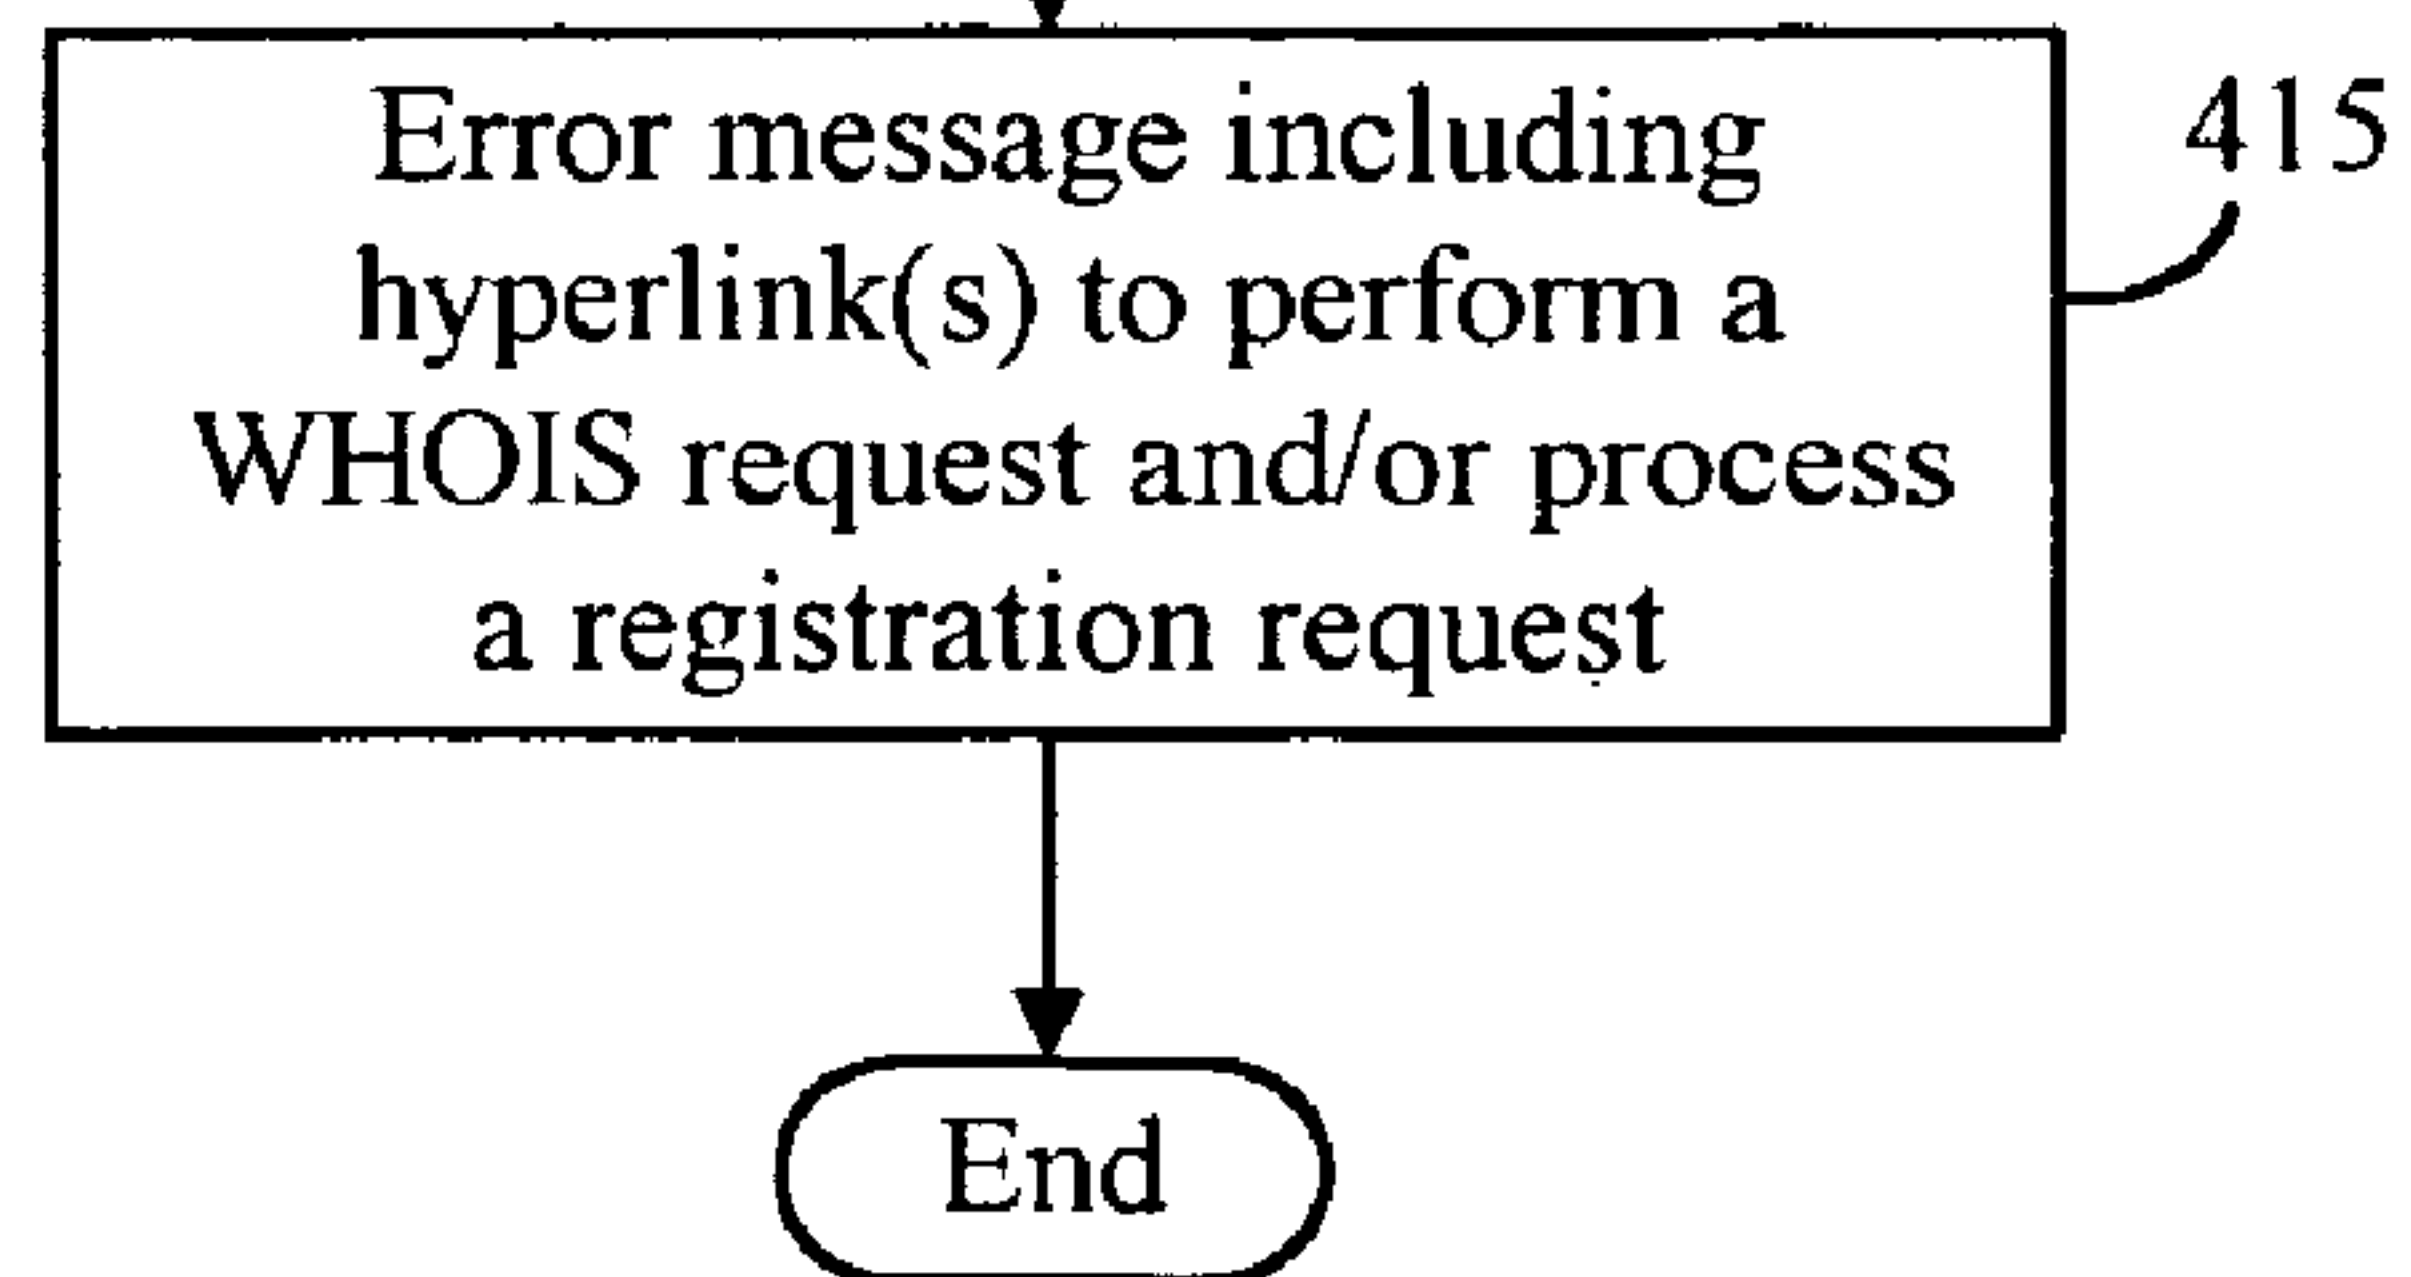 Error message including
415
hyperlink(s) to perform a
WHOIS request and/or process
a registration request
End